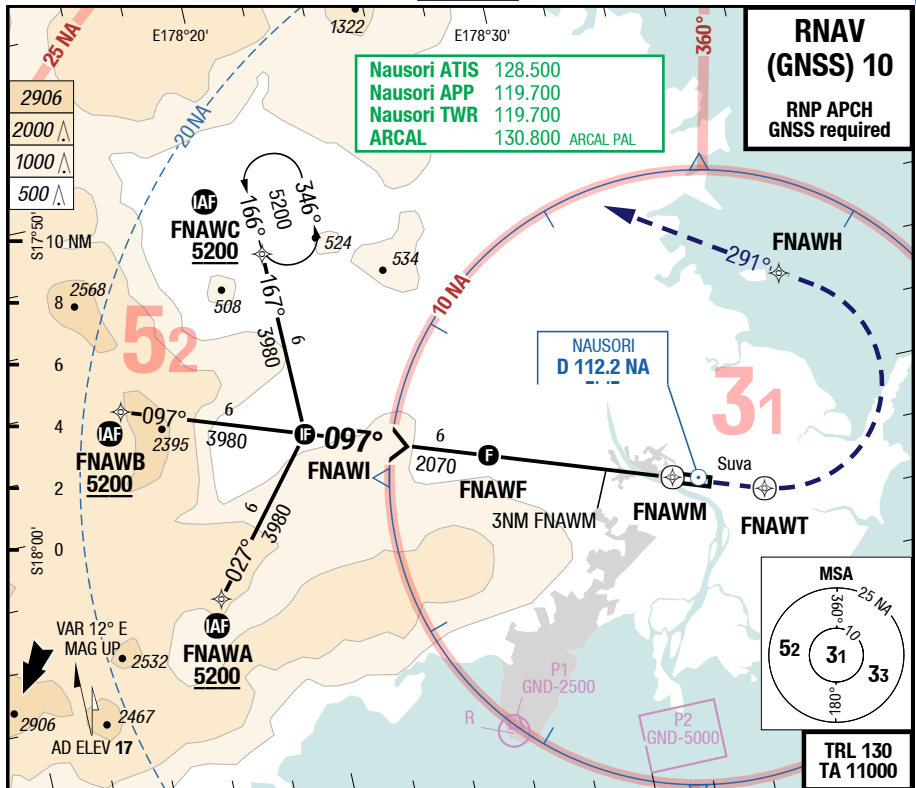 RNAV
(GNSS) 10
RNP APCH
GNSS required
1322
E178°20'
E178°30'
360°
25 NA
20 NA
10 NA
Nausori ATIS 128.500
Nausori APP 119.700
Nausori TWR 119.700
ARCAL 130.800 ARCAL PAL
2906
2000
1000
500
S17°50'
10 NM
8
6
4
2
0
S18°00'
IAF
FNAWC
5200
166°
5200
346°
524
534
508
2568
52
167°
6
3980
291°
FNAWH
NAUSORI
D 112.2 NA
31
097°
6
3980
2395
IAF
FNAWB
5200
IF
097°
FNAWI
6
2070
F
FNAWF
3NM FNAWM
Suva
FNAWM
FNAWT
6
3980
027°
IAF
FNAWA
5200
VAR 12° E
MAG UP
2532
2467
2906
AD ELEV 17
P1
GND-2500
R
P2
GND-5000
MSA
25 NA
360°
10
52
31
33
180°
TRL 130
TA 11000